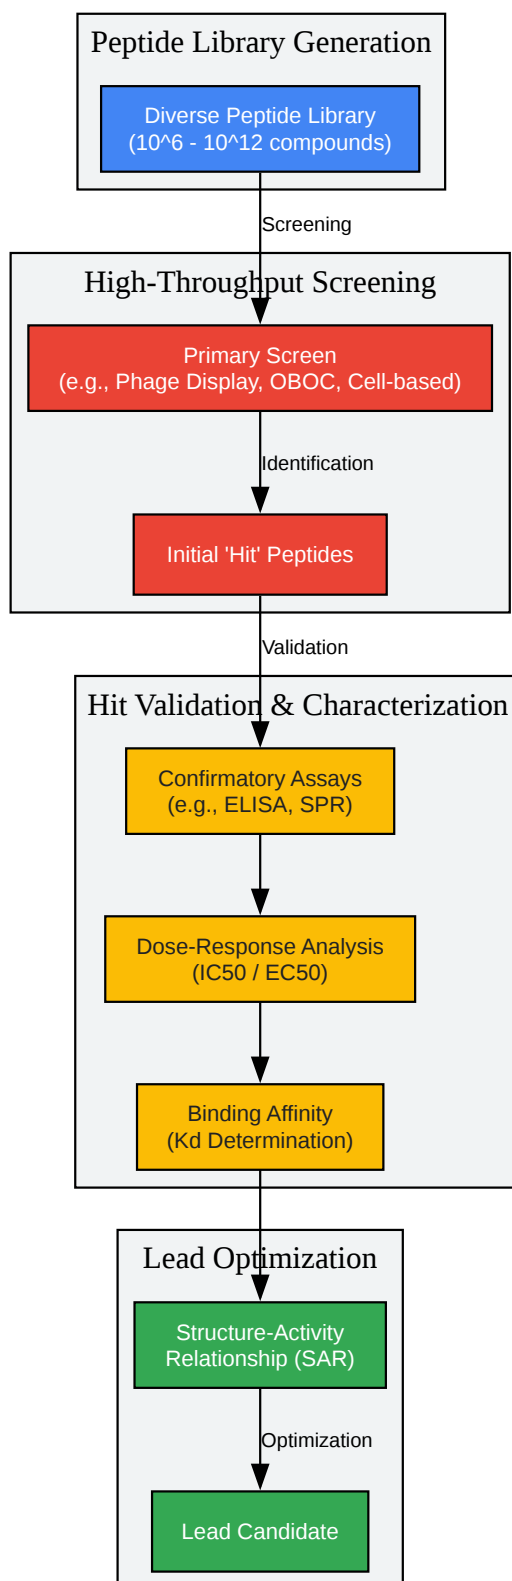 Peptide Library Generation
Diverse Peptide Library
(10^6 - 10^12 compounds)
Screening
High-Throughput Screening
Primary Screen
(e.g., Phage Display, OBOC, Cell-based)
Identification
Initial 'Hit' Peptides
Validation
Hit Validation & Characterization
Confirmatory Assays
(e.g., ELISA, SPR)
Dose-Response Analysis
(IC50 / EC50)
Binding Affinity
(Kd Determination)
Lead Optimization
Structure-Activity
Relationship (SAR)
Optimization
Lead Candidate